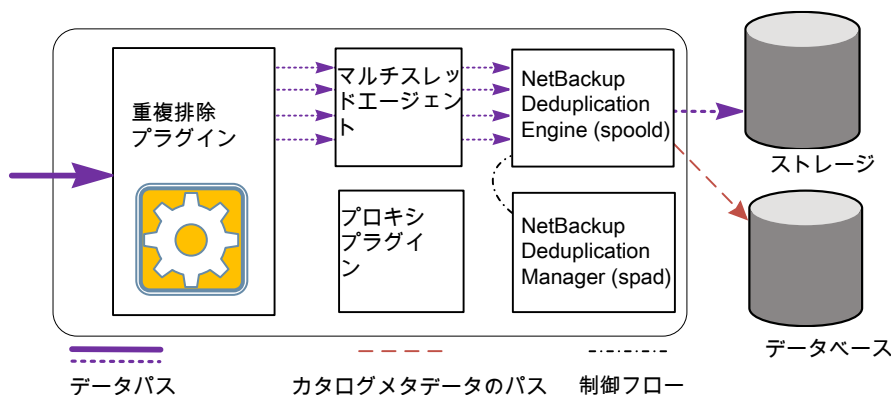 重複排除
プラグイン
マルチスレッ
ドエージェン
ト
NetBackup
Deduplication
Engine (spoold)
プロキシ
プラグイ
ン
NetBackup
Deduplication
Manager (spad)
ストレージ
データベース
データパス
カタログメタデータのパス
制御フロー